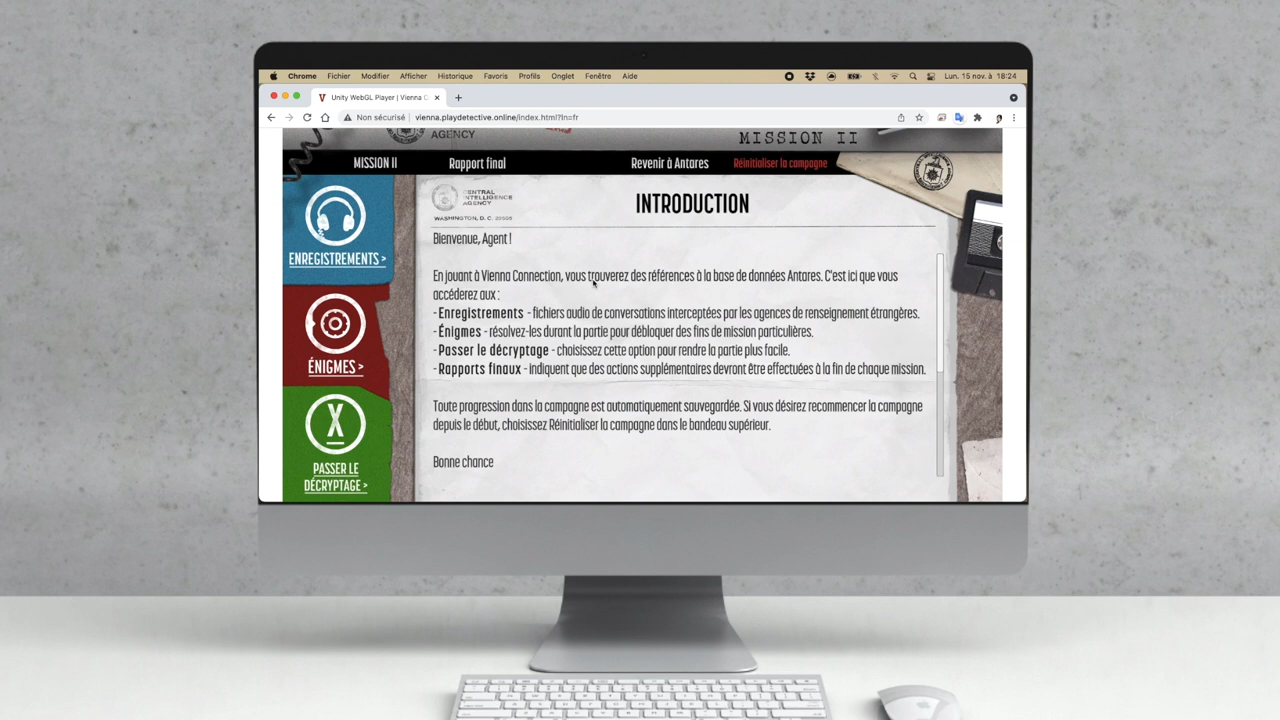 Chrome Fichier Modifier Afficher Historique Favoris Profils Onglet Fenêtre Aide Lun. 15 nov. à 18:24
Unity WebGL Player | Vienna C
Non sécurisé | vienna.playdetective.online/index.html?ln=fr
AGENCY
MISSION II
MISSION II Rapport final Revenir à Antares Réinitialiser la campagne
CENTRAL
INTELLIGENCE
AGENCY
WASHINGTON, D. C. 20505
INTRODUCTION
ENREGISTREMENTS >
ÉNIGMES >
X
PASSER LE
DÉCRYPTAGE >
Bienvenue, Agent !
En jouant à Vienna Connection, vous trouverez des références à la base de données Antares. C'est ici que vous
accéderez aux :
- Enregistrements - fichiers audio de conversations interceptées par les agences de renseignement étrangères.
- Énigmes - résolvez-les durant la partie pour débloquer des fins de mission particulières.
- Passer le décryptage - choisissez cette option pour rendre la partie plus facile.
- Rapports finaux - indiquent que des actions supplémentaires devront être effectuées à la fin de chaque mission.
Toute progression dans la campagne est automatiquement sauvegardée. Si vous désirez recommencer la campagne
depuis le début, choisissez Réinitialiser la campagne dans le bandeau supérieur.
Bonne chance